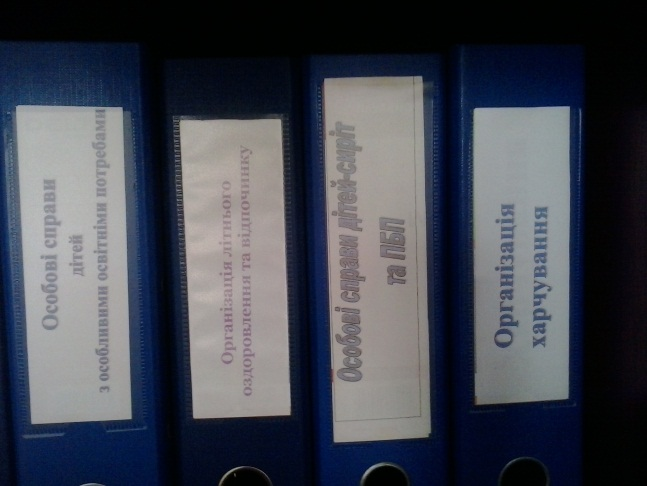 Особові справи
дітей
з особливими освітніми потребами
Організація літнього
оздоровлення та відпочинку
Особові справи дітей-сиріт
та ПБП
Організація
харчування